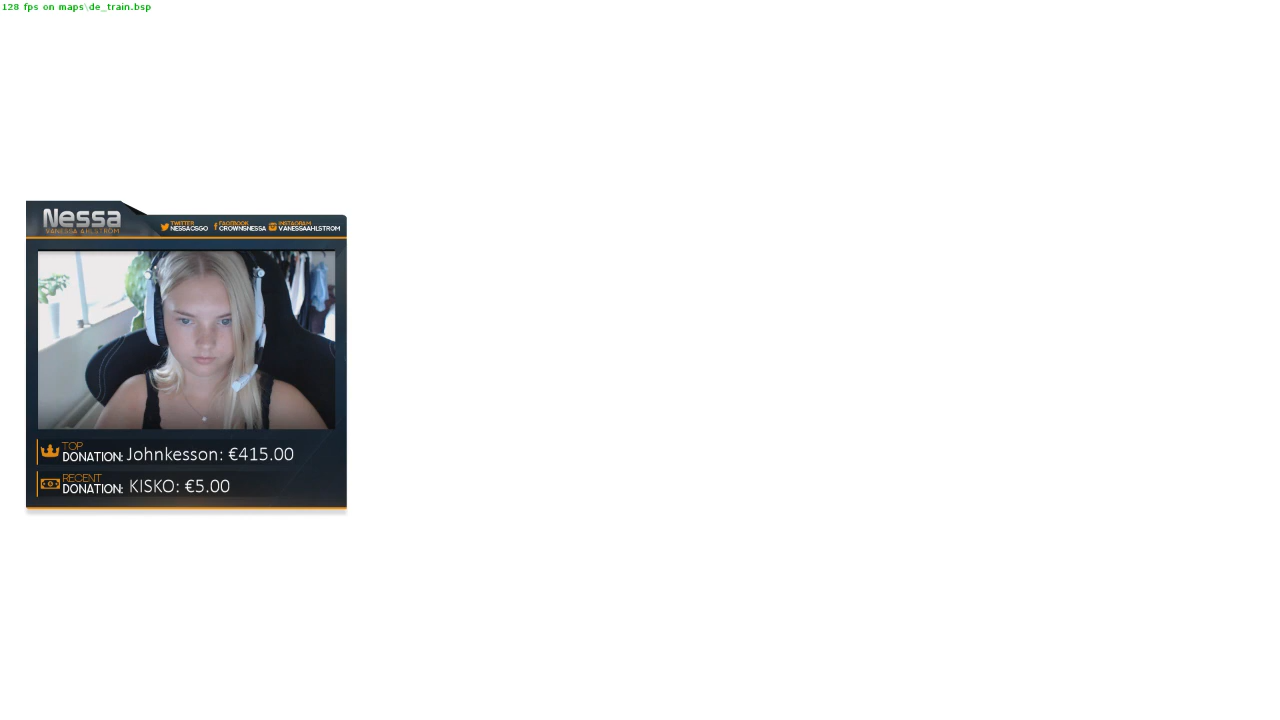 128 fps on maps\de_train.bsp
Nessa
VANESSA AHLSTROM
TWITTER
NESSACSGO
FACEBOOK
CROWNSNESSA
INSTAGRAM
VANESSAAHLSTROM
TOP
DONATION: Johnkesson: €415.00
RECENT
DONATION: KISKO: €5.00